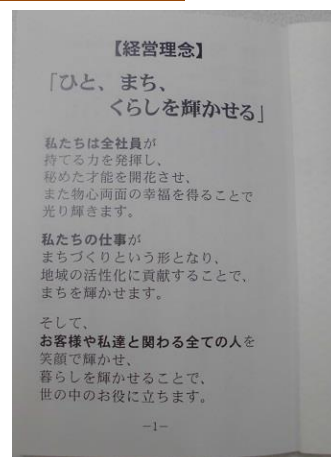 【経営理念】
「ひと、まち、
くらしを輝かせる」
私たちは全社員が
持てる力を発揮し、
秘めた才能を開花させ、
また物心両面の幸福を得ることで
光り輝きます。
私たちの仕事が
まちづくりという形となり、
地域の活性化に貢献することで、
まちを輝かせます。
そして、
お客様や私達と関わる全ての人を
笑顔で輝かせ、
暮らしを輝かせることで、
世の中のお役に立ちます。
−1−